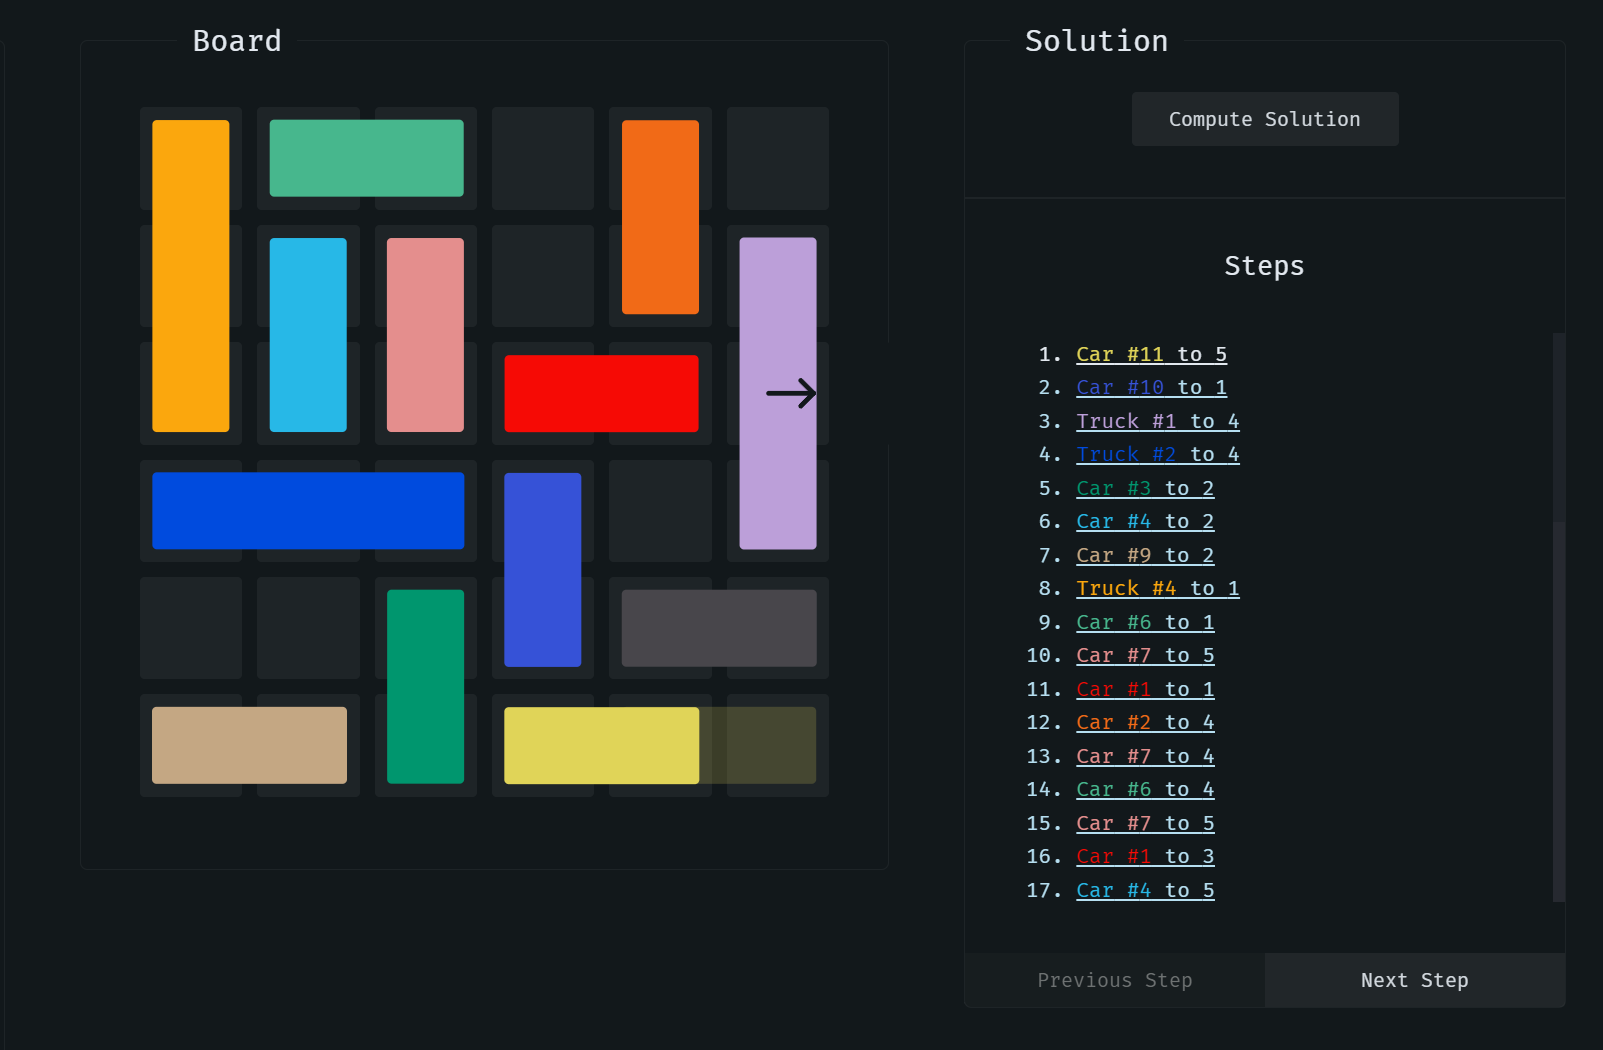 Board
Solution
Compute Solution
Steps
1. Car #11 to 5
2. Car #10 to 1
3. Truck #1 to 4
4. Truck #2 to 4
5. Car #3 to 2
6. Car #4 to 2
7. Car #9 to 2
8. Truck #4 to 1
9. Car #6 to 1
10. Car #7 to 5
11. Car #1 to 1
12. Car #2 to 4
13. Car #7 to 4
14. Car #6 to 4
15. Car #7 to 5
16. Car #1 to 3
17. Car #4 to 5
Previous Step
Next Step